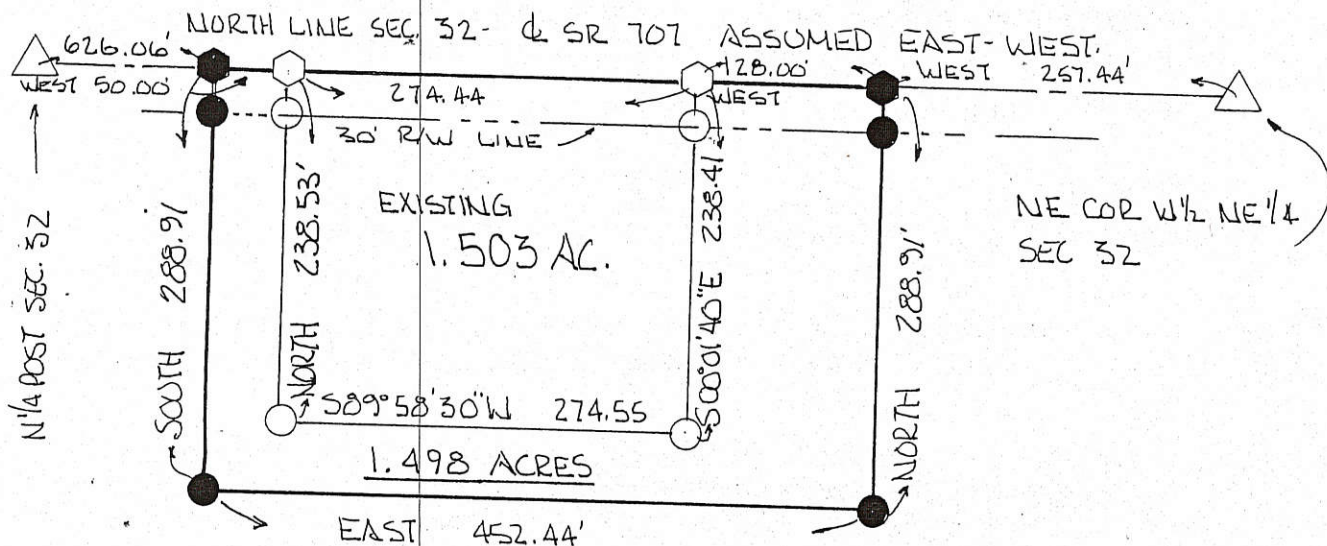 NORTH LINE SEC. 32- ℄ SR 707 ASSUMED EAST-WEST.
626.06'
WEST 50.00'
274.44
128.00'
WEST
WEST 257.44'
30' R/W LINE
N 1/4 POST SEC. 32
SOUTH 288.91
NORTH 238.53'
EXISTING
1.503 AC.
S00°01'40"E 238.41
NORTH 288.91'
NE COR W1/2 NE 1/4
SEC 32
S89°58'30"W 274.55
1.498 ACRES
EAST 452.44'